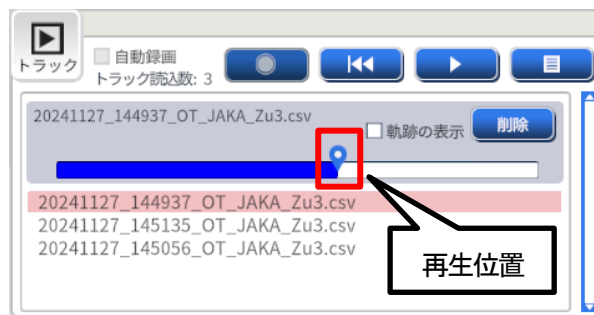 トラック
自動録画
トラック読込数: 3
20241127_144937_OT_JAKA_Zu3.csv
軌跡の表示
削除
20241127_144937_OT_JAKA_Zu3.csv
20241127_145135_OT_JAKA_Zu3.csv
20241127_145056_OT_JAKA_Zu3.csv
再生位置